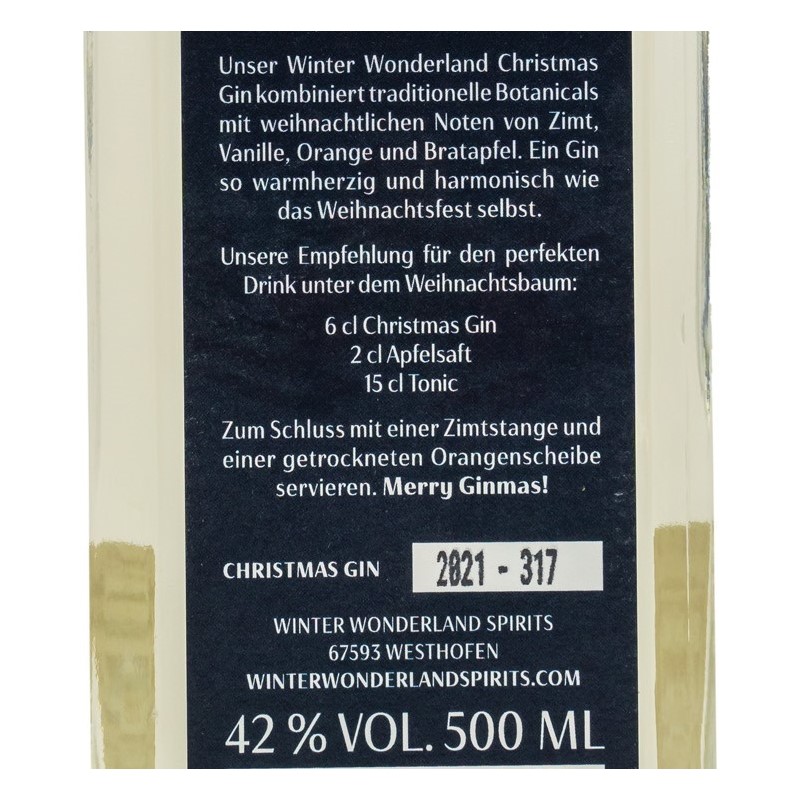 Unser Winter Wonderland Christmas
Gin kombiniert traditionelle Botanicals
mit weihnachtlichen Noten von Zimt,
Vanille, Orange und Bratapfel. Ein Gin
so warmherzig und harmonisch wie
das Weihnachtsfest selbst.
Unsere Empfehlung für den perfekten
Drink unter dem Weihnachtsbaum:
6 cl Christmas Gin
2 cl Apfelsaft
15 cl Tonic
Zum Schluss mit einer Zimtstange und
einer getrockneten Orangenscheibe
servieren. Merry Ginmas!
CHRISTMAS GIN 2021 - 317
WINTER WONDERLAND SPIRITS
67593 WESTHOFEN
WINTERWONDERLANDSPIRITS.COM
42 % VOL. 500 ML